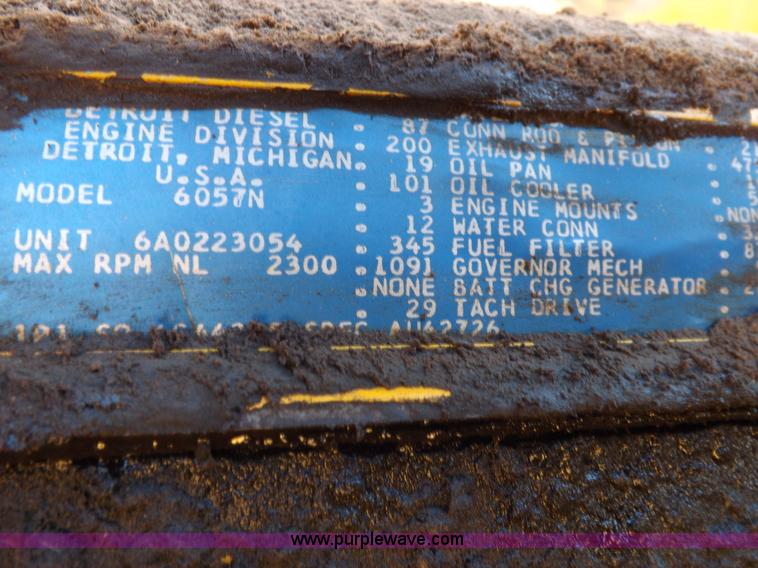 DETROIT DIESEL
ENGINE DIVISION
DETROIT, MICHIGAN.
U.S.A.
MODEL 6057N
UNIT 6A0223054
MAX RPM NL 2300
SPEC AU42726
87 CONN ROD & PISTON
200 EXHAUST MANIFOLD
19 OIL PAN
101 OIL COOLER
3 ENGINE MOUNTS
12 WATER CONN
345 FUEL FILTER
1091 GOVERNOR MECH
NONE BATT CHG GENERATOR
29 TACH DRIVE
www.purplewave.com